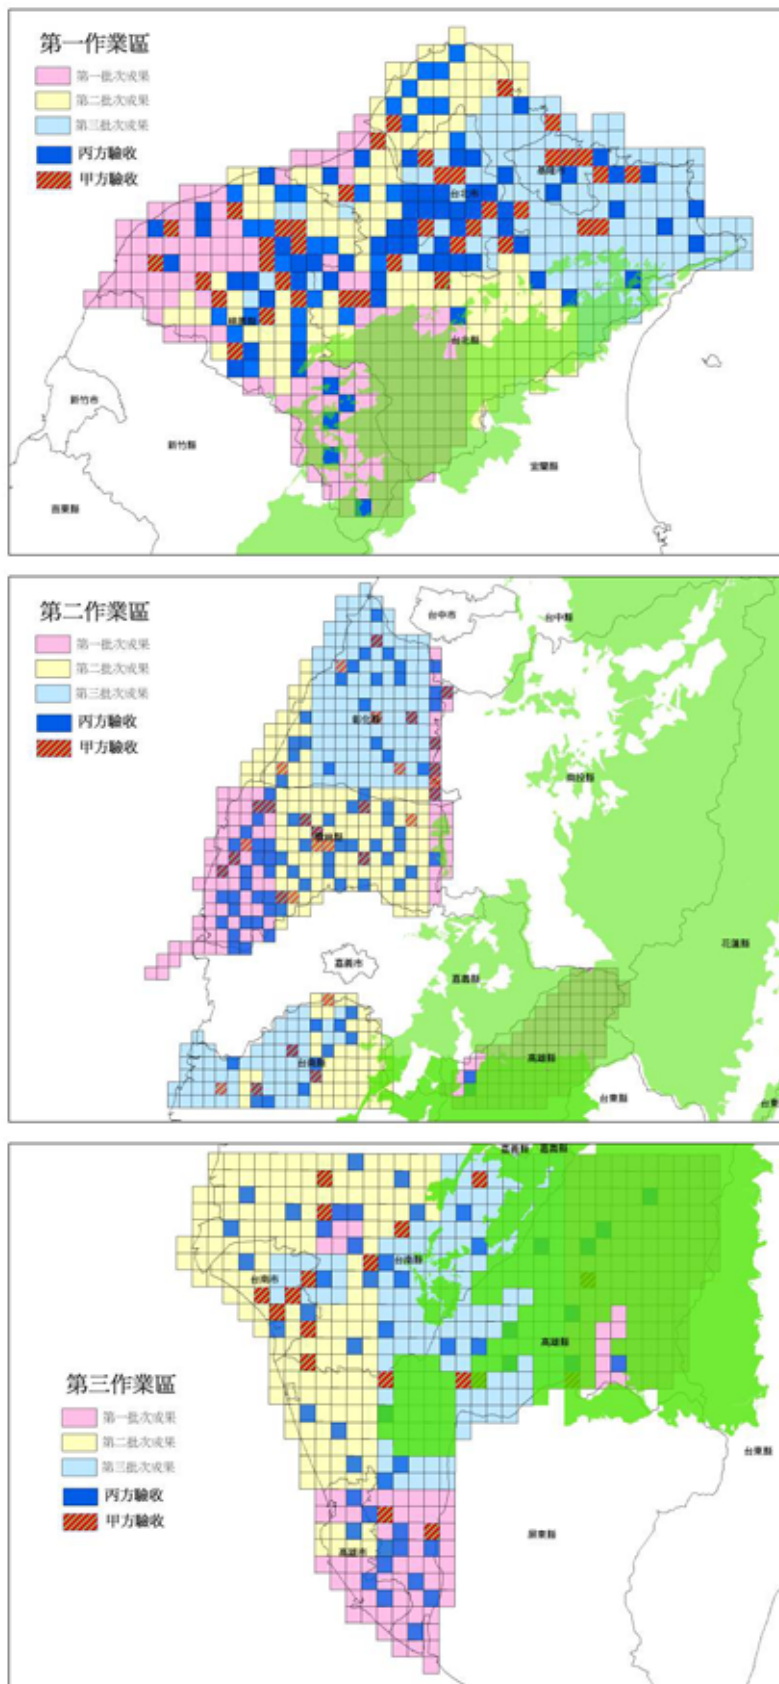 第一作業區
第一批次成果
第二批次成果
第三批次成果
丙方驗收
甲方驗收
基隆市
台北市
桃園縣
台北縣
新竹市
新竹縣
宜蘭縣
苗栗縣
第二作業區
第一批次成果
第二批次成果
第三批次成果
丙方驗收
甲方驗收
台中市
台中縣
彰化縣
南投縣
雲林縣
花蓮縣
嘉義市
嘉義縣
高雄縣
台南縣
台東縣
台東
嘉義縣
嘉義縣
台南縣
台南市
高雄縣
第三作業區
第一批次成果
第二批次成果
第三批次成果
丙方驗收
甲方驗收
台東縣
屏東縣
高雄市